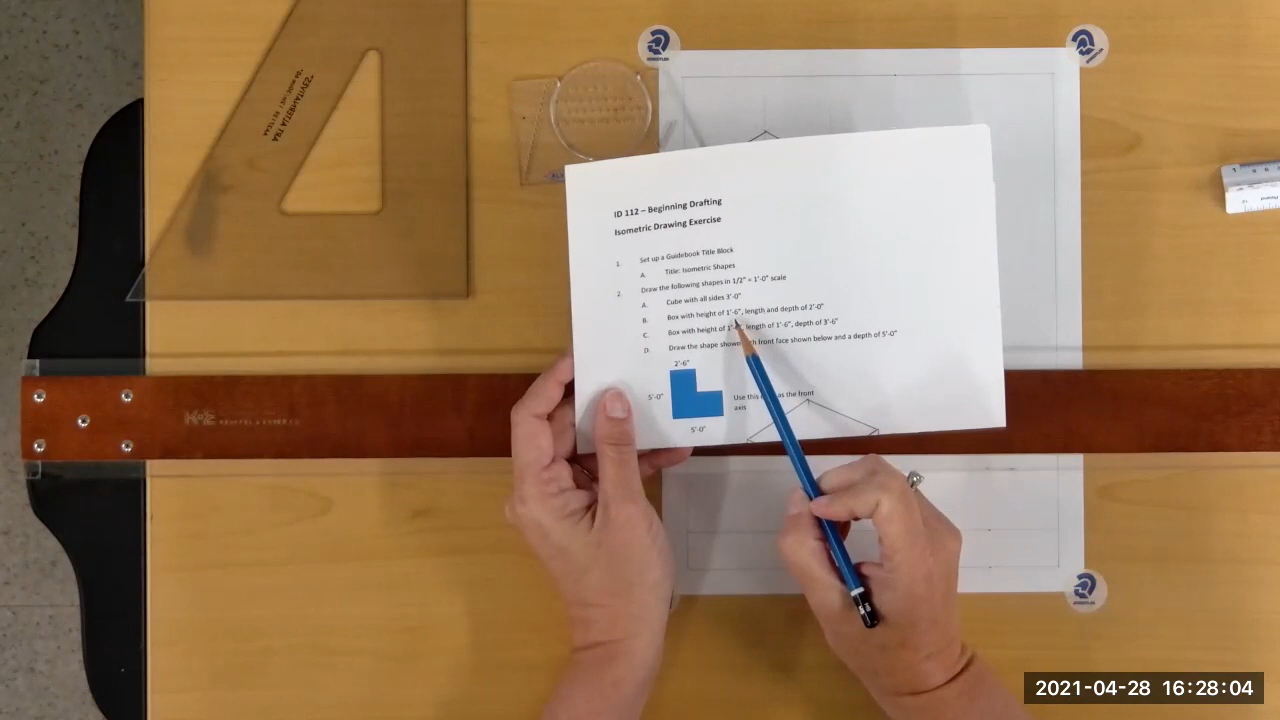 ID 112 – Beginning Drafting
Isometric Drawing Exercise
1. Set up a Guidebook Title Block
A. Title: Isometric Shapes
2. Draw the following shapes in 1/2" = 1'-0" scale
A. Cube with all sides 3'-0"
B. Box with height of 1'-6", length and depth of 2'-0"
C. Box with height of length of 1'-6", depth of 3'-6"
D. Draw the shape front face shown below and a depth of 5'-0"
2'-6"
5'-0"
Use this as the front
axis
5'-0"
2021-04-28 16:28:04